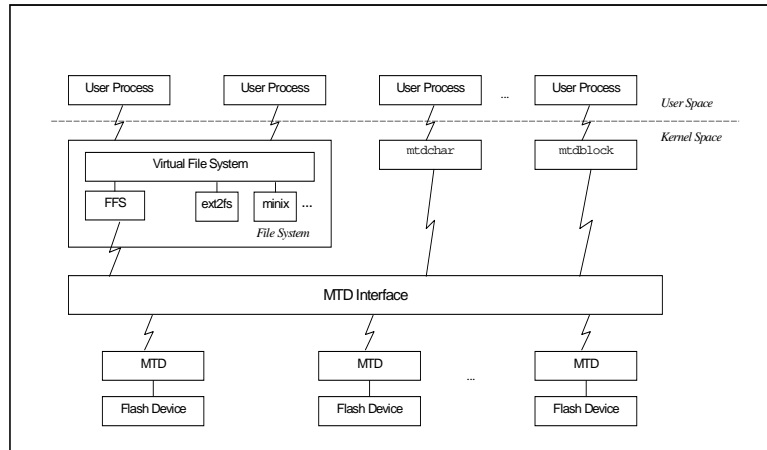 User Process User Process User Process ... User Process
User Space
Kernel Space
mtdchar mtdblock
Virtual File System
FFS ext2fs minix ...
File System
MTD Interface
MTD MTD ... MTD
Flash Device Flash Device Flash Device